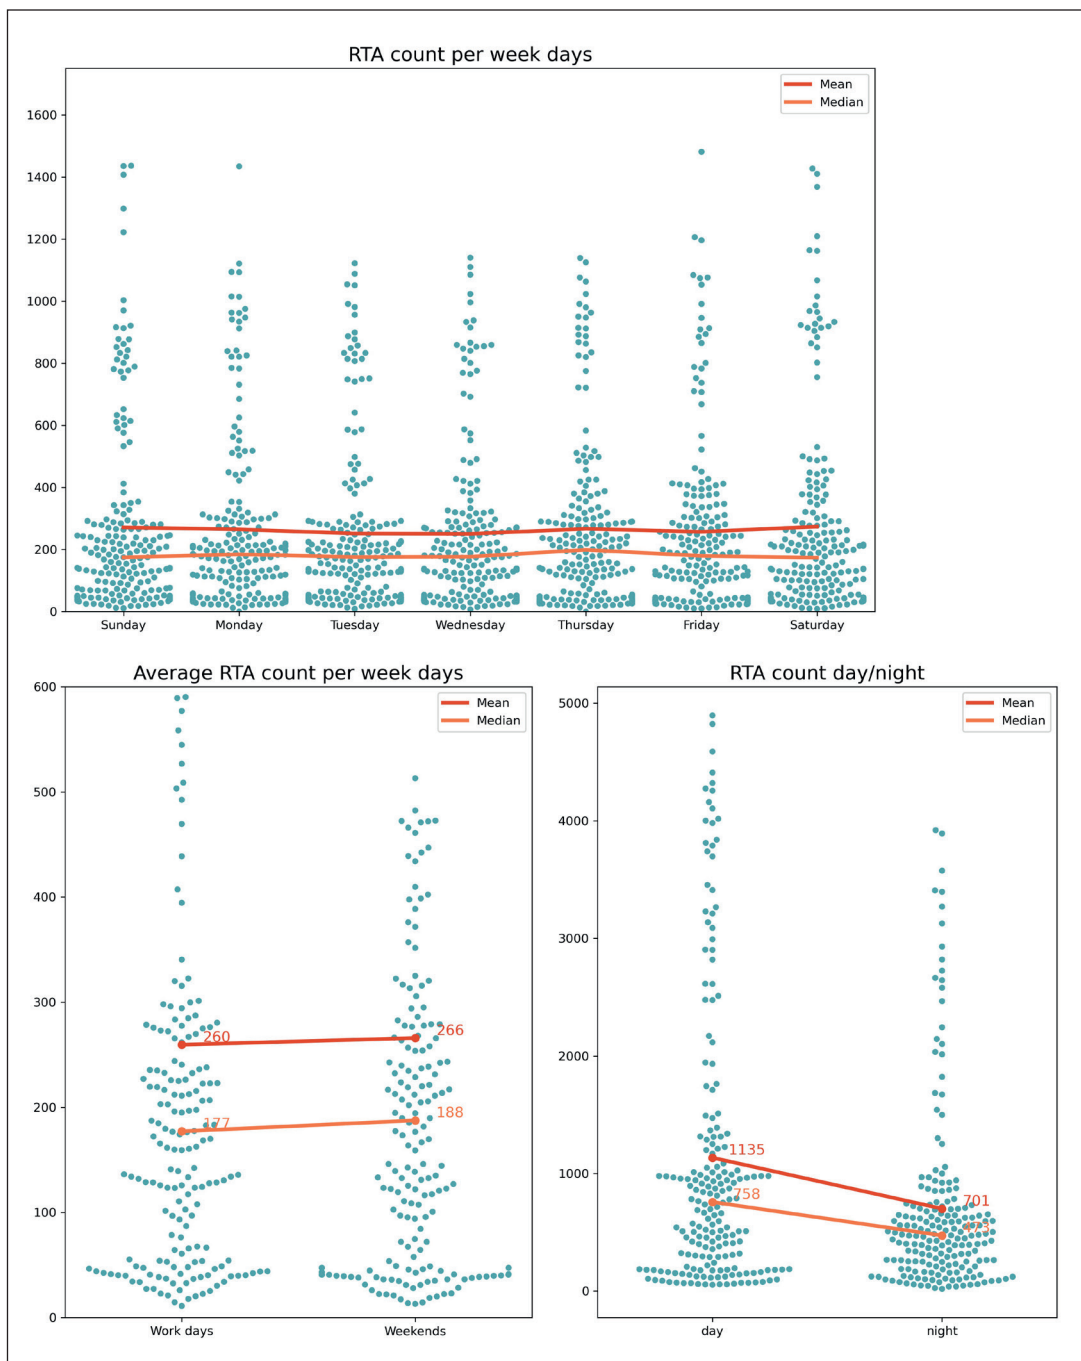 RTA count per week days
Mean
Median
1600
1400
1200
1000
800
600
400
200
0
Sunday Monday Tuesday Wednesday Thursday Friday Saturday
Average RTA count per week days
Mean
Median
600
500
400
300
200
100
0
260
266
177
188
Work days Weekends
RTA count day/night
Mean
Median
5000
4000
3000
2000
1000
0
1135
758
701
473
day night